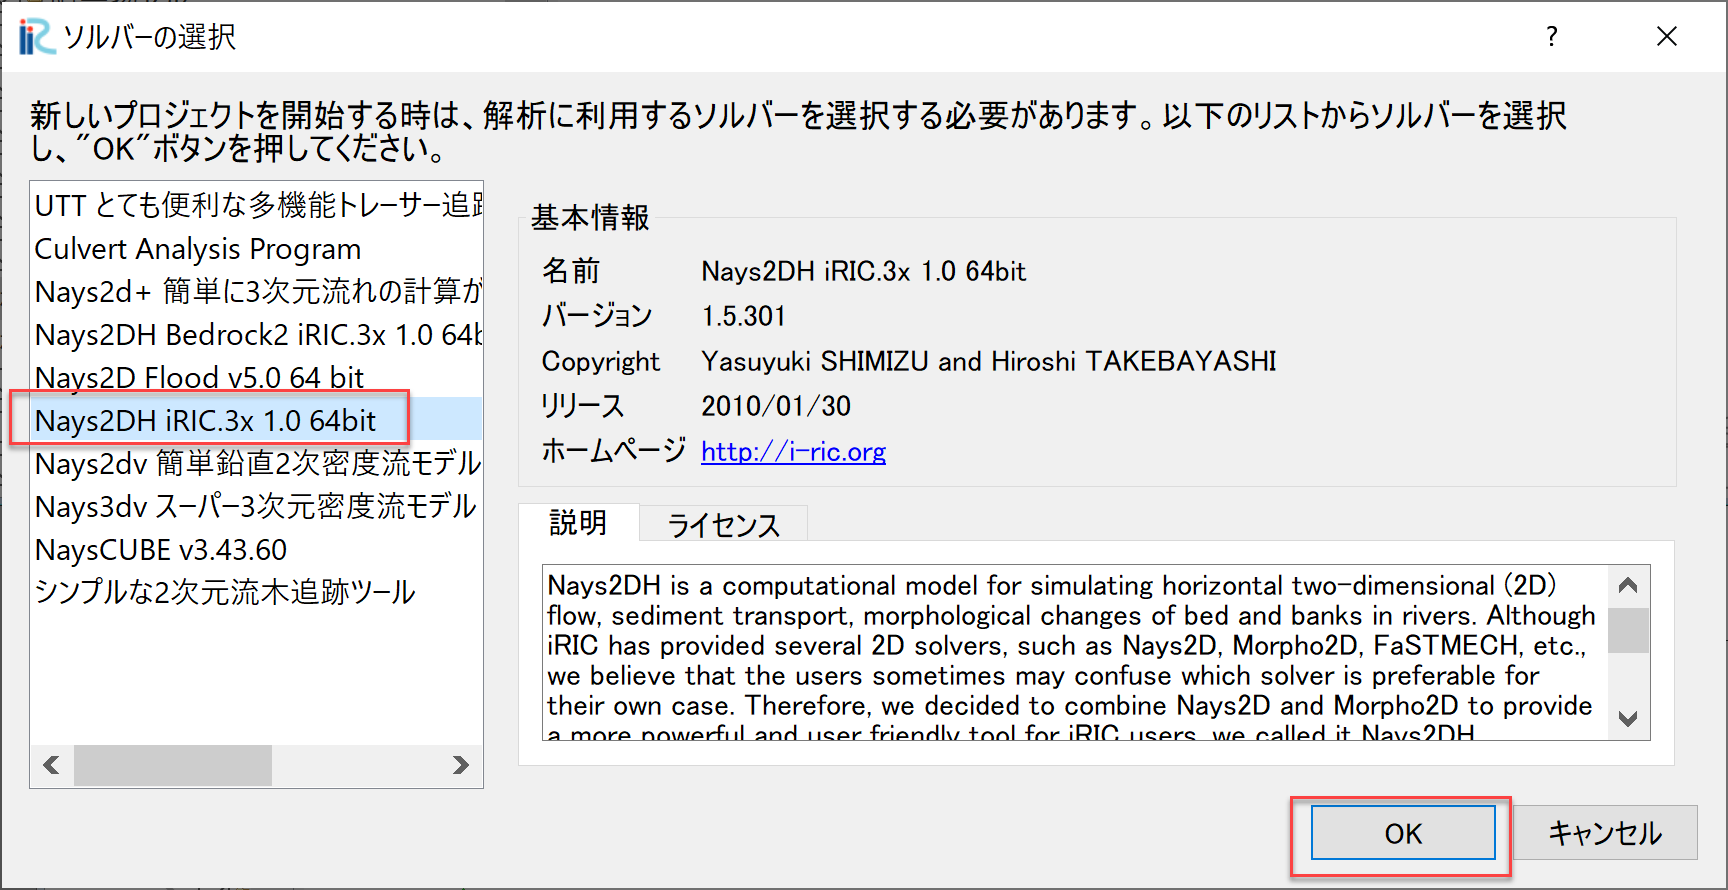 iRC ソルバーの選択
?
新しいプロジェクトを開始する時は、解析に利用するソルバーを選択する必要があります。以下のリストからソルバーを選択
し、"OK"ボタンを押してください。
UTT とても便利な多機能トレーサー追跡
Culvert Analysis Program
Nays2d+ 簡単に3次元流れの計算が
Nays2DH Bedrock2 iRIC.3x 1.0 64b
Nays2D Flood v5.0 64 bit
Nays2DH iRIC.3x 1.0 64bit
Nays2dv 簡単鉛直2次密度流モデル
Nays3dv スーパー3次元密度流モデル
NaysCUBE v3.43.60
シンプルな2次元流木追跡ツール
基本情報
名前 Nays2DH iRIC.3x 1.0 64bit
バージョン 1.5.301
Copyright Yasuyuki SHIMIZU and Hiroshi TAKEBAYASHI
リリース 2010/01/30
ホームページ http://i-ric.org
説明 ライセンス
Nays2DH is a computational model for simulating horizontal two-dimensional (2D)
flow, sediment transport, morphological changes of bed and banks in rivers. Although
iRIC has provided several 2D solvers, such as Nays2D, Morpho2D, FaSTMECH, etc.,
we believe that the users sometimes may confuse which solver is preferable for
their own case. Therefore, we decided to combine Nays2D and Morpho2D to provide
a more powerful and user friendly tool for iRIC users, we called it Nays2DH
OK キャンセル